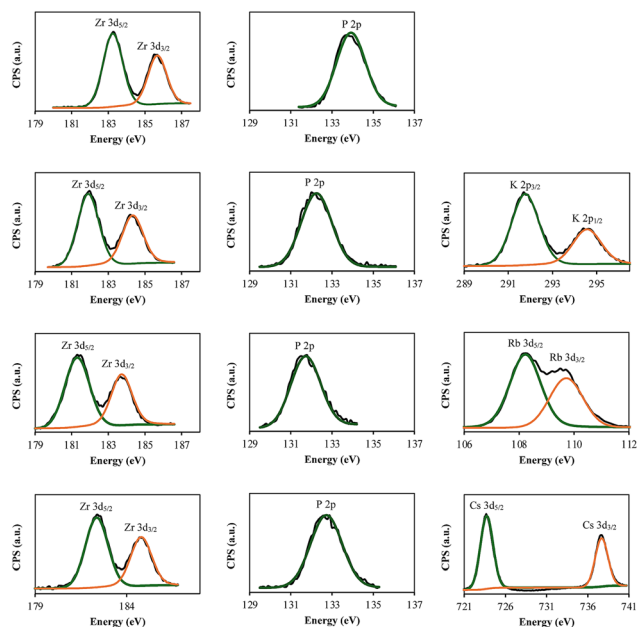 Zr 3d5/2
Zr 3d3/2
CPS (a.u.)
179 181 183 185 187
Energy (eV)
P 2p
CPS (a.u.)
129 131 133 135 137
Energy (eV)
Zr 3d5/2
Zr 3d3/2
CPS (a.u.)
179 181 183 185 187
Energy (eV)
P 2p
CPS (a.u.)
129 131 133 135 137
Energy (eV)
K 2p3/2
K 2p1/2
CPS (a.u.)
289 291 293 295
Energy (eV)
Zr 3d5/2
Zr 3d3/2
CPS (a.u.)
179 181 183 185 187
Energy (eV)
P 2p
CPS (a.u.)
129 131 133 135 137
Energy (eV)
Rb 3d5/2
Rb 3d3/2
CPS (a.u.)
106 108 110 112
Energy (eV)
Zr 3d5/2
Zr 3d3/2
CPS (a.u.)
179 184
Energy (eV)
P 2p
CPS (a.u.)
129 131 133 135 137
Energy (eV)
Cs 3d5/2
Cs 3d3/2
CPS (a.u.)
721 726 731 736 741
Energy (eV)